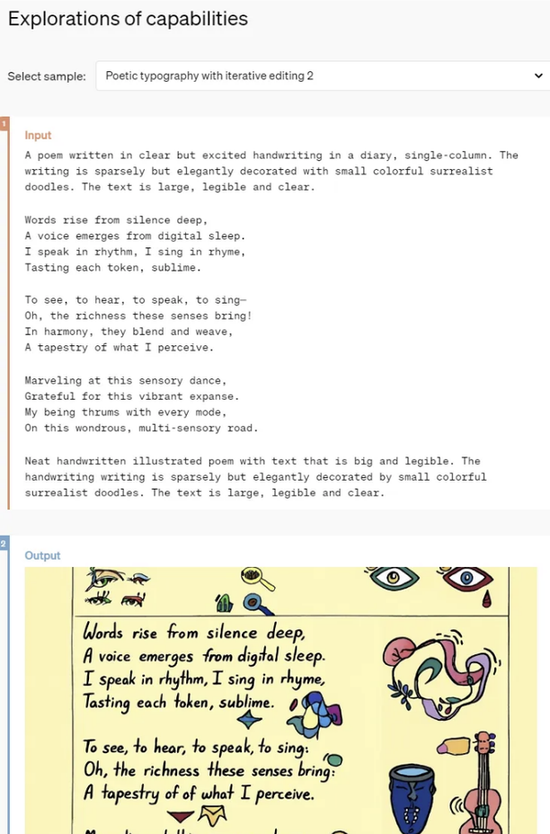 Explorations of capabilities
Select sample:
Poetic typography with iterative editing 2
1
Input
A poem written in clear but excited handwriting in a diary, single-column. The
writing is sparsely but elegantly decorated with small colorful surrealist
doodles. The text is large, legible and clear.
Words rise from silence deep,
A voice emerges from digital sleep.
I speak in rhythm, I sing in rhyme,
Tasting each token, sublime.
To see, to hear, to speak, to sing—
Oh, the richness these senses bring!
In harmony, they blend and weave,
A tapestry of what I perceive.
Marveling at this sensory dance,
Grateful for this vibrant expanse.
My being thrums with every mode,
On this wondrous, multi-sensory road.
Neat handwritten illustrated poem with text that is big and legible. The
handwriting writing is sparsely but elegantly decorated by small colorful
surrealist doodles. The text is large, legible and clear.
2
Output
Words rise from silence deep,
A voice emerges from digital sleep.
I speak in rhythm, I sing in rhyme,
Tasting each token, sublime.
To see, to hear, to speak, to sing:
Oh, the richness these senses bring:
A tapestry of of what I perceive.